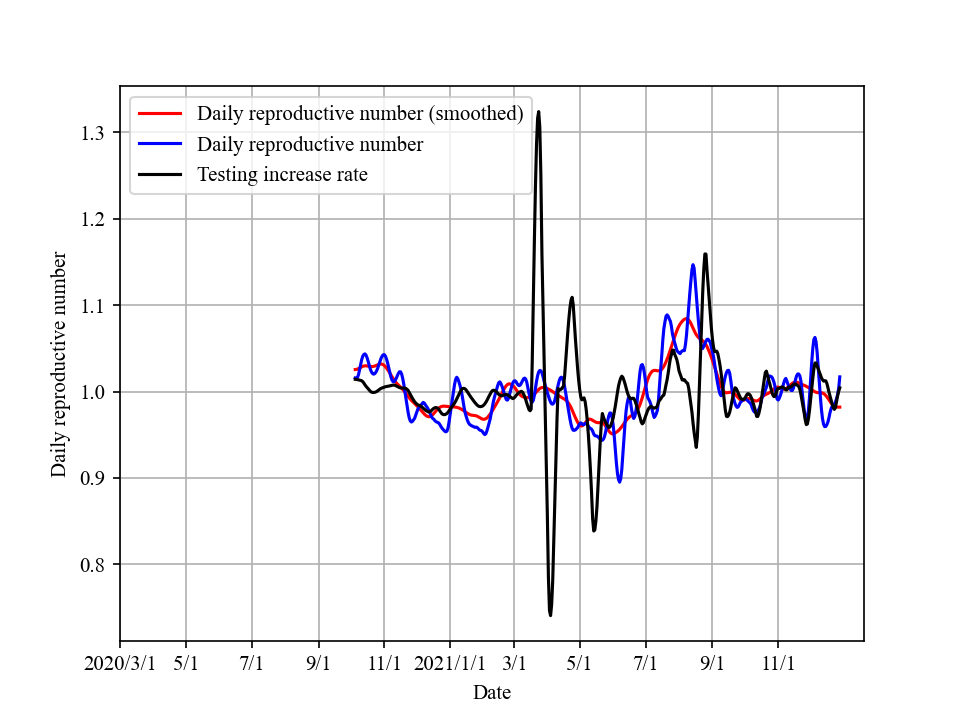 Daily reproductive number (smoothed)
Daily reproductive number
Testing increase rate
Daily reproductive number
1.3
1.2
1.1
1.0
0.9
0.8
2020/3/1 5/1 7/1 9/1 11/1 2021/1/1 3/1 5/1 7/1 9/1 11/1
Date